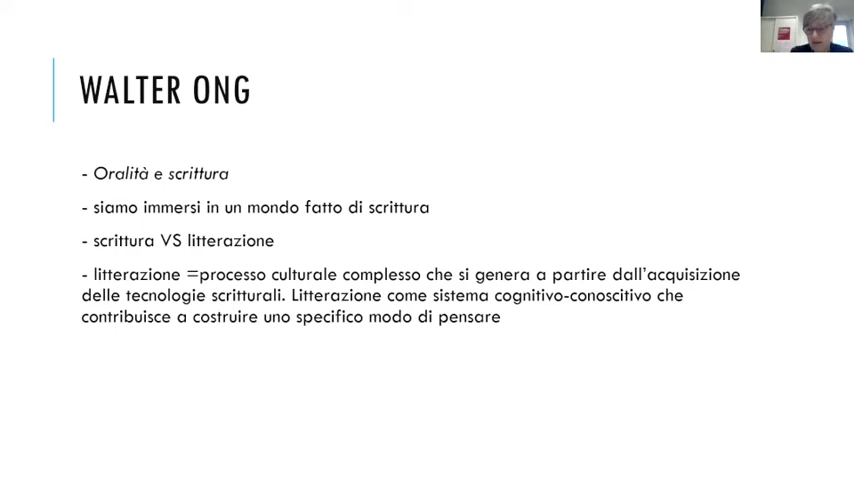 WALTER ONG
- Oralità e scrittura
- siamo immersi in un mondo fatto di scrittura
- scrittura VS litterazione
- litterazione =processo culturale complesso che si genera a partire dall'acquisizione
delle tecnologie scritturali. Litterazione come sistema cognitivo-conoscitivo che
contribuisce a costruire uno specifico modo di pensare